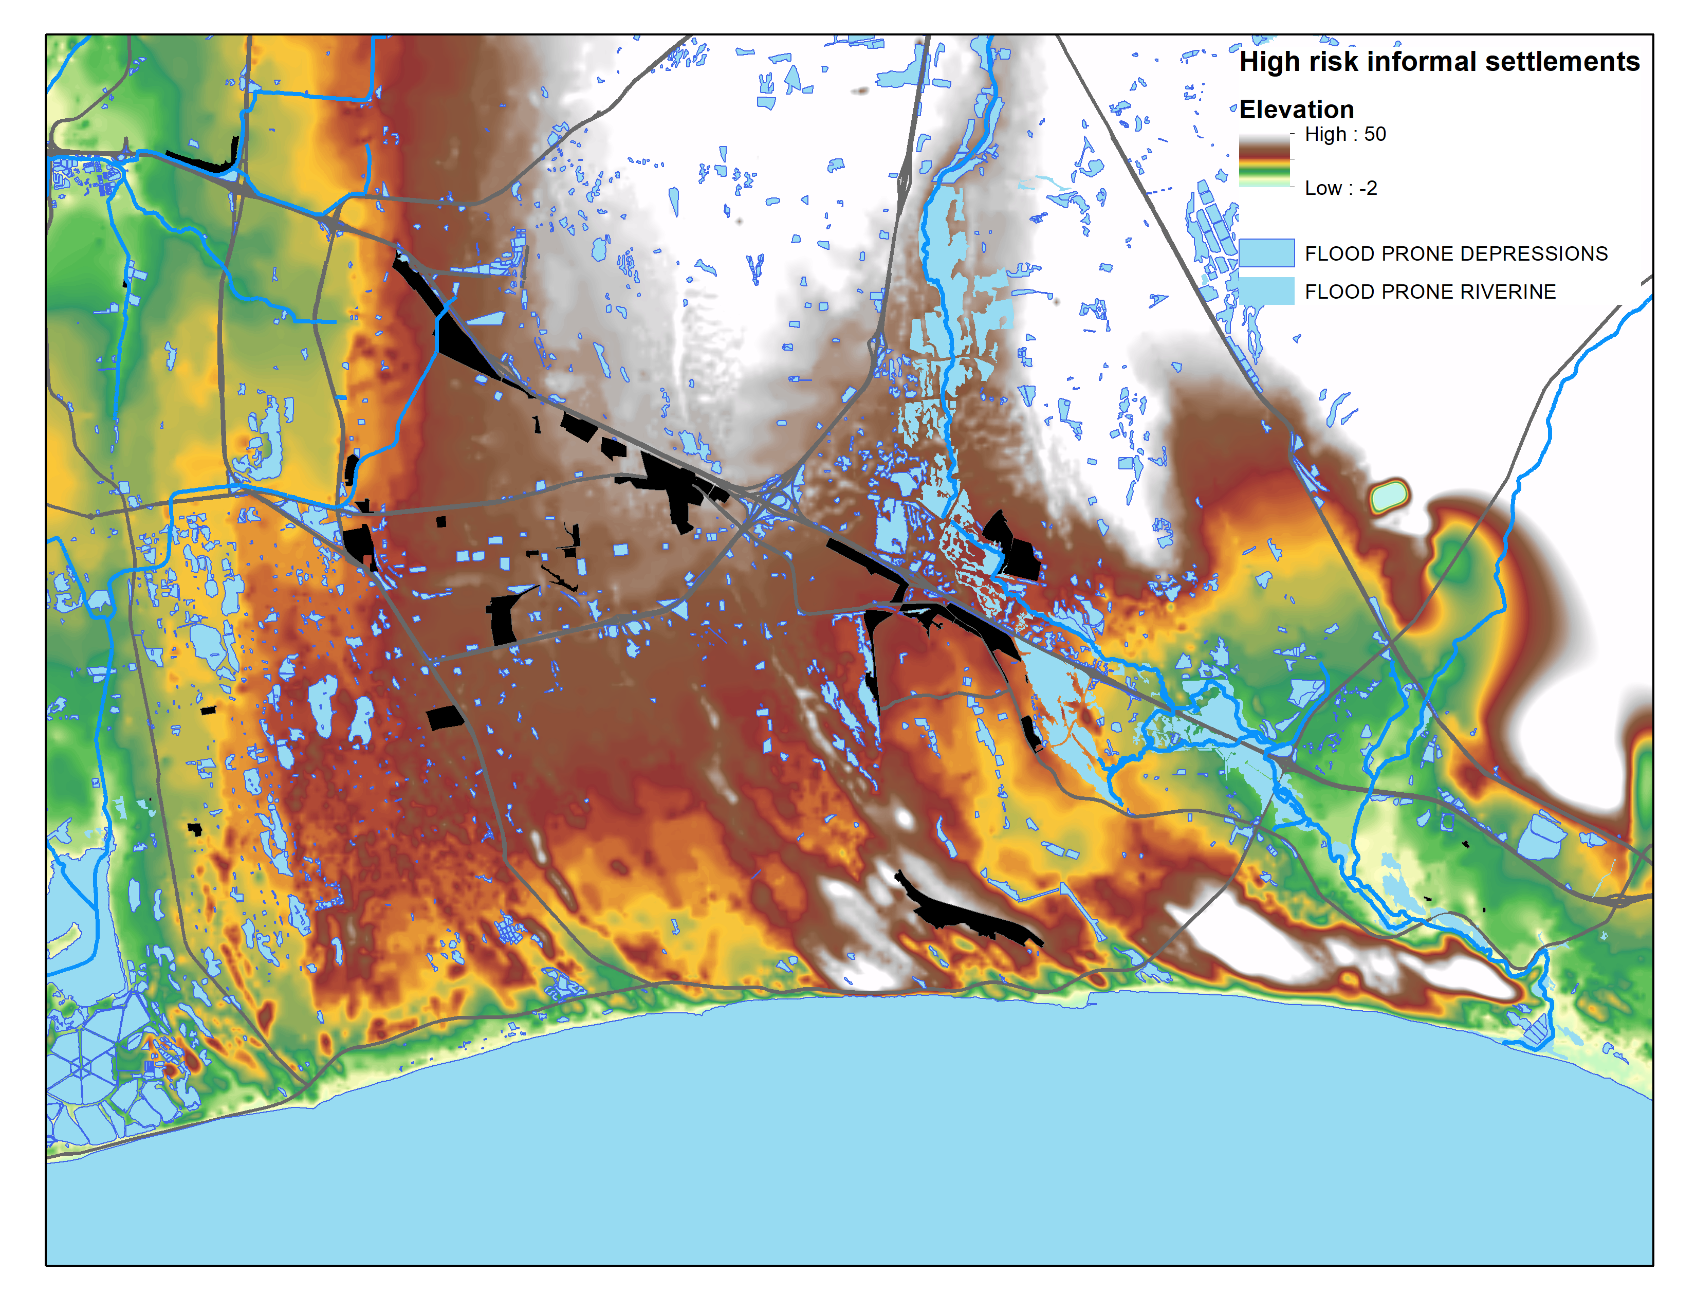 High risk informal settlements
Elevation
High : 50
Low : -2
FLOOD PRONE DEPRESSIONS
FLOOD PRONE RIVERINE